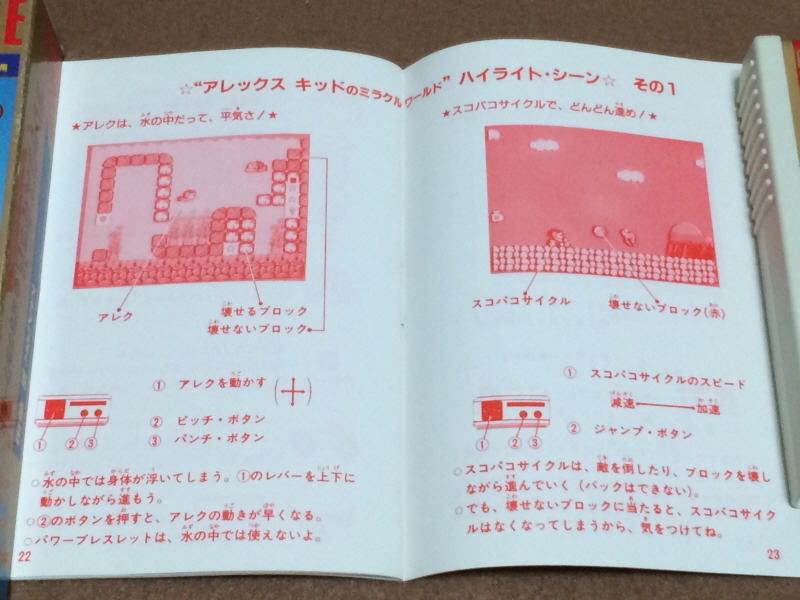 ☆"アレックス キッドのミラクルワールド" ハイライト・シーン☆ その1
★アレクは、水の中だって、平気さ!★
アレク
壊せるブロック
壊せないブロック
① アレクを動かす
② ピッチ・ボタン
③ パンチ・ボタン
① ② ③
○水の中では身体が浮いてしまう。①のレバーを上下に
動かしながら進もう。
○②のボタンを押すと、アレクの動きが早くなる。
○パワーブレスレットは、水の中では使えないよ。
22
★スコパコサイクルで、どんどん進め!★
スコパコサイクル
壊せないブロック(赤)
① スコパコサイクルのスピード
減速 加速
② ジャンプ・ボタン
① ② ③
○スコパコサイクルは、敵を倒したり、ブロックを壊し
ながら進んでいく(バックはできない)。
○でも、壊せないブロックに当たると、スコパコサイク
ルはなくなってしまうから、気をつけてね。
23